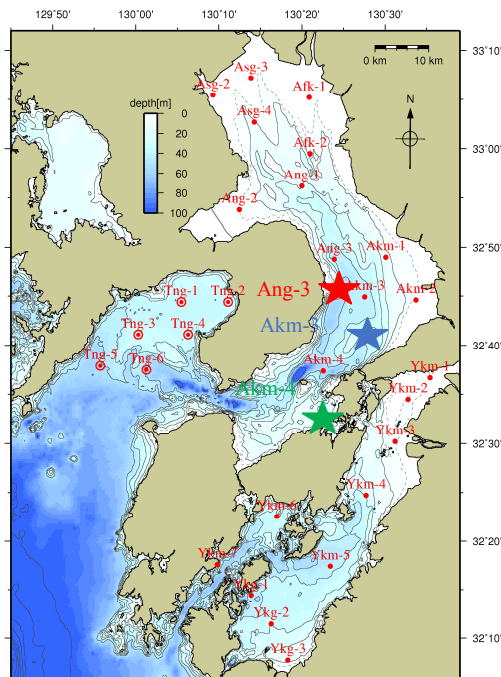 129°50' 130°00' 130°10' 130°20' 130°30'
33°10'
33°00'
32°50'
32°40'
32°30'
32°20'
32°10'
0 km 10 km
N
depth[m]
0
20
40
60
80
100
Asg-3
Asg-2
Afk-1
Asg-4
Afk-2
Ang-1
Ang-2
Ang-3
Akm-1
Ang-3
Akm-3
Akm-2
Tng-1
Tng-2
Tng-3
Tng-4
Tng-5
Tng-6
Akm-4
Akm-4
Ykm-1
Ykm-2
Ykm-3
Ykm-4
Ykm-6
Ykm-5
Ykm-7
Ykg-2
Ykg-3